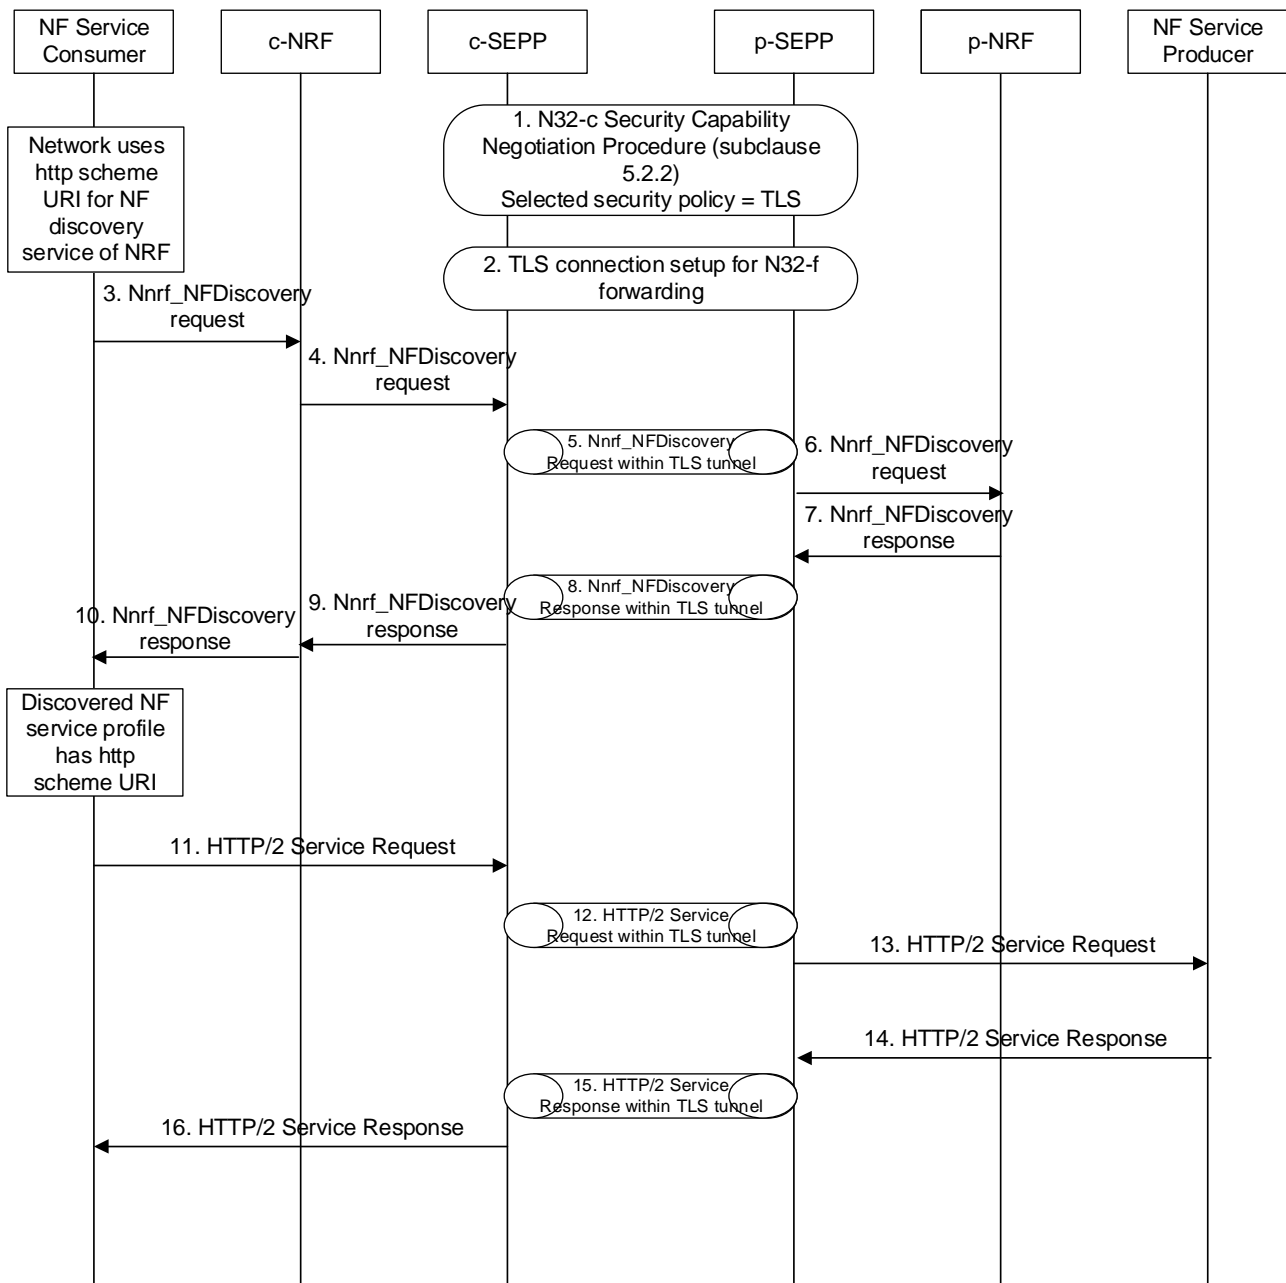 NF Service
Consumer
c-NRF
c-SEPP
p-SEPP
p-NRF
NF Service
Producer
1. N32-c Security Capability
Negotiation Procedure (subclause
5.2.2)
Selected security policy = TLS
Network uses
http scheme
URI for NF
discovery
service of NRF
2. TLS connection setup for N32-f
forwarding
3. Nnrf_NFDiscovery
request
4. Nnrf_NFDiscovery
request
5. Nnrf_NFDiscovery
Request within TLS tunnel
6. Nnrf_NFDiscovery
request
7. Nnrf_NFDiscovery
response
8. Nnrf_NFDiscovery
Response within TLS tunnel
9. Nnrf_NFDiscovery
response
10. Nnrf_NFDiscovery
response
Discovered NF
service profile
has http
scheme URI
11. HTTP/2 Service Request
12. HTTP/2 Service
Request within TLS tunnel
13. HTTP/2 Service Request
14. HTTP/2 Service Response
15. HTTP/2 Service
Response within TLS tunnel
16. HTTP/2 Service Response